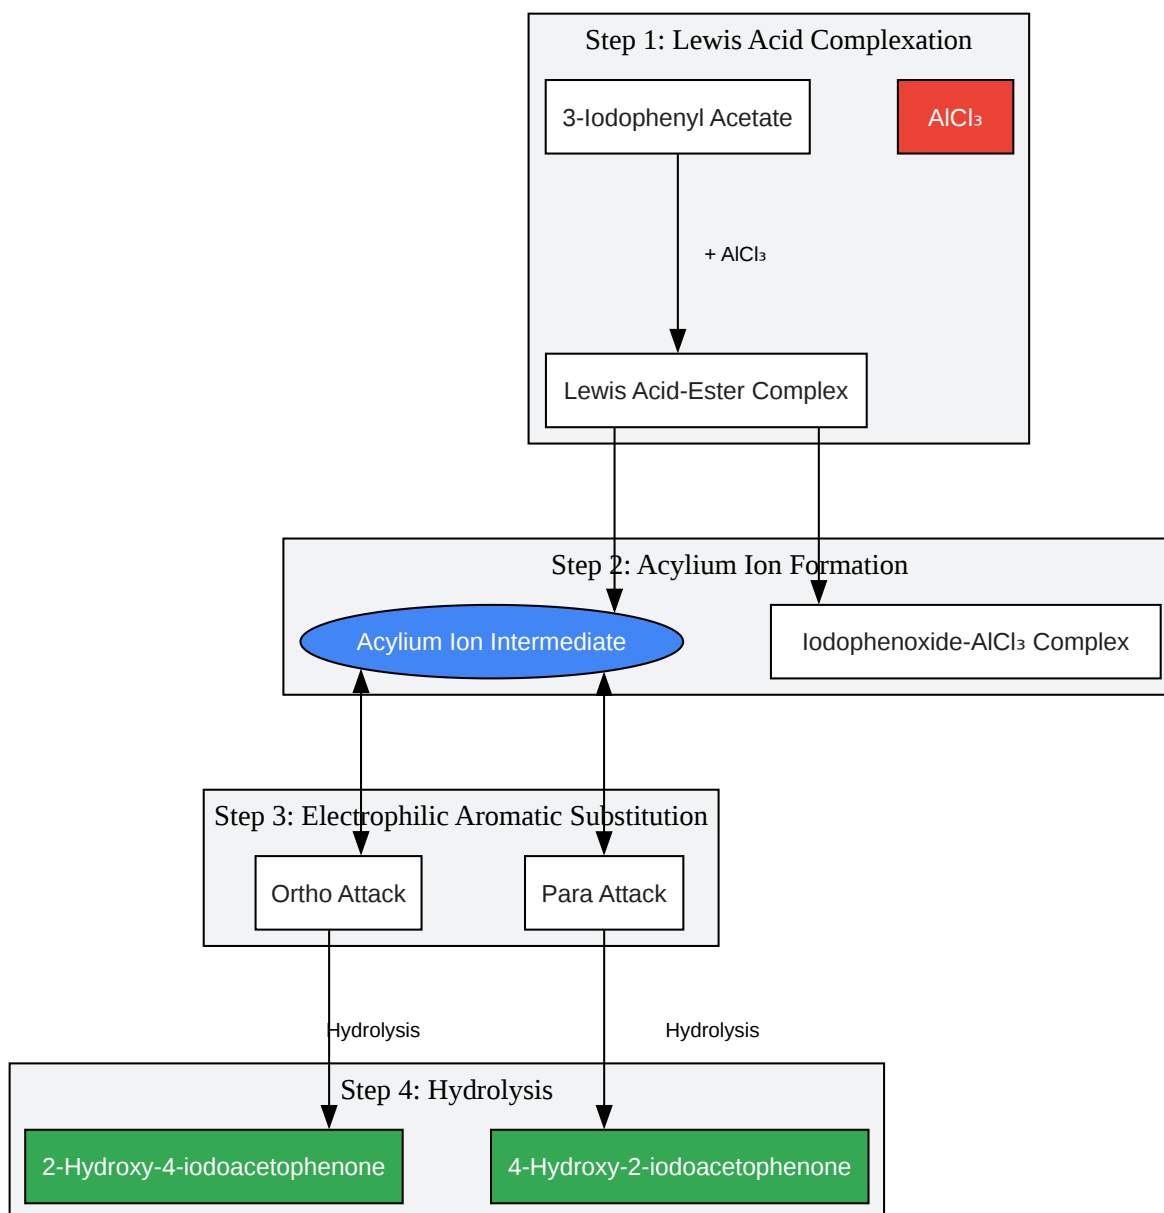 Step 1: Lewis Acid Complexation
3-Iodophenyl Acetate
AlCl₃
+ AlCl₃
Lewis Acid-Ester Complex
Step 2: Acylium Ion Formation
Acylium Ion Intermediate
Iodophenoxide-AlCl₃ Complex
Step 3: Electrophilic Aromatic Substitution
Ortho Attack
Para Attack
Hydrolysis
Hydrolysis
Step 4: Hydrolysis
2-Hydroxy-4-iodoacetophenone
4-Hydroxy-2-iodoacetophenone